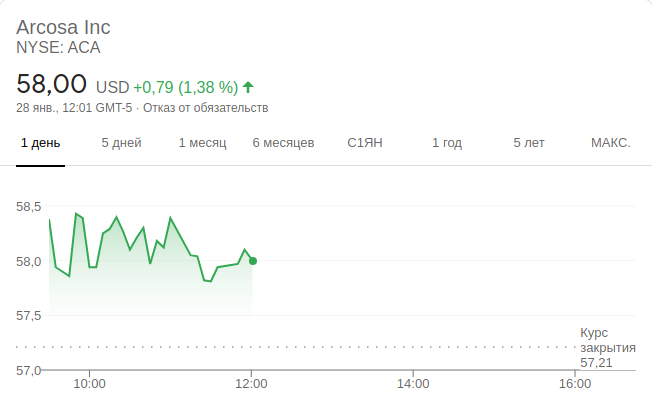 Arcosa Inc
NYSE: ACA
58,00 USD +0,79 (1,38 %)
28 янв., 12:01 GMT-5 · Отказ от обязательств
1 день 5 дней 1 месяц 6 месяцев С1ЯН 1 год 5 лет МАКС.
58,5
58,0
57,5
Курс
закрытия
57,21
57,0
10:00 12:00 14:00 16:00